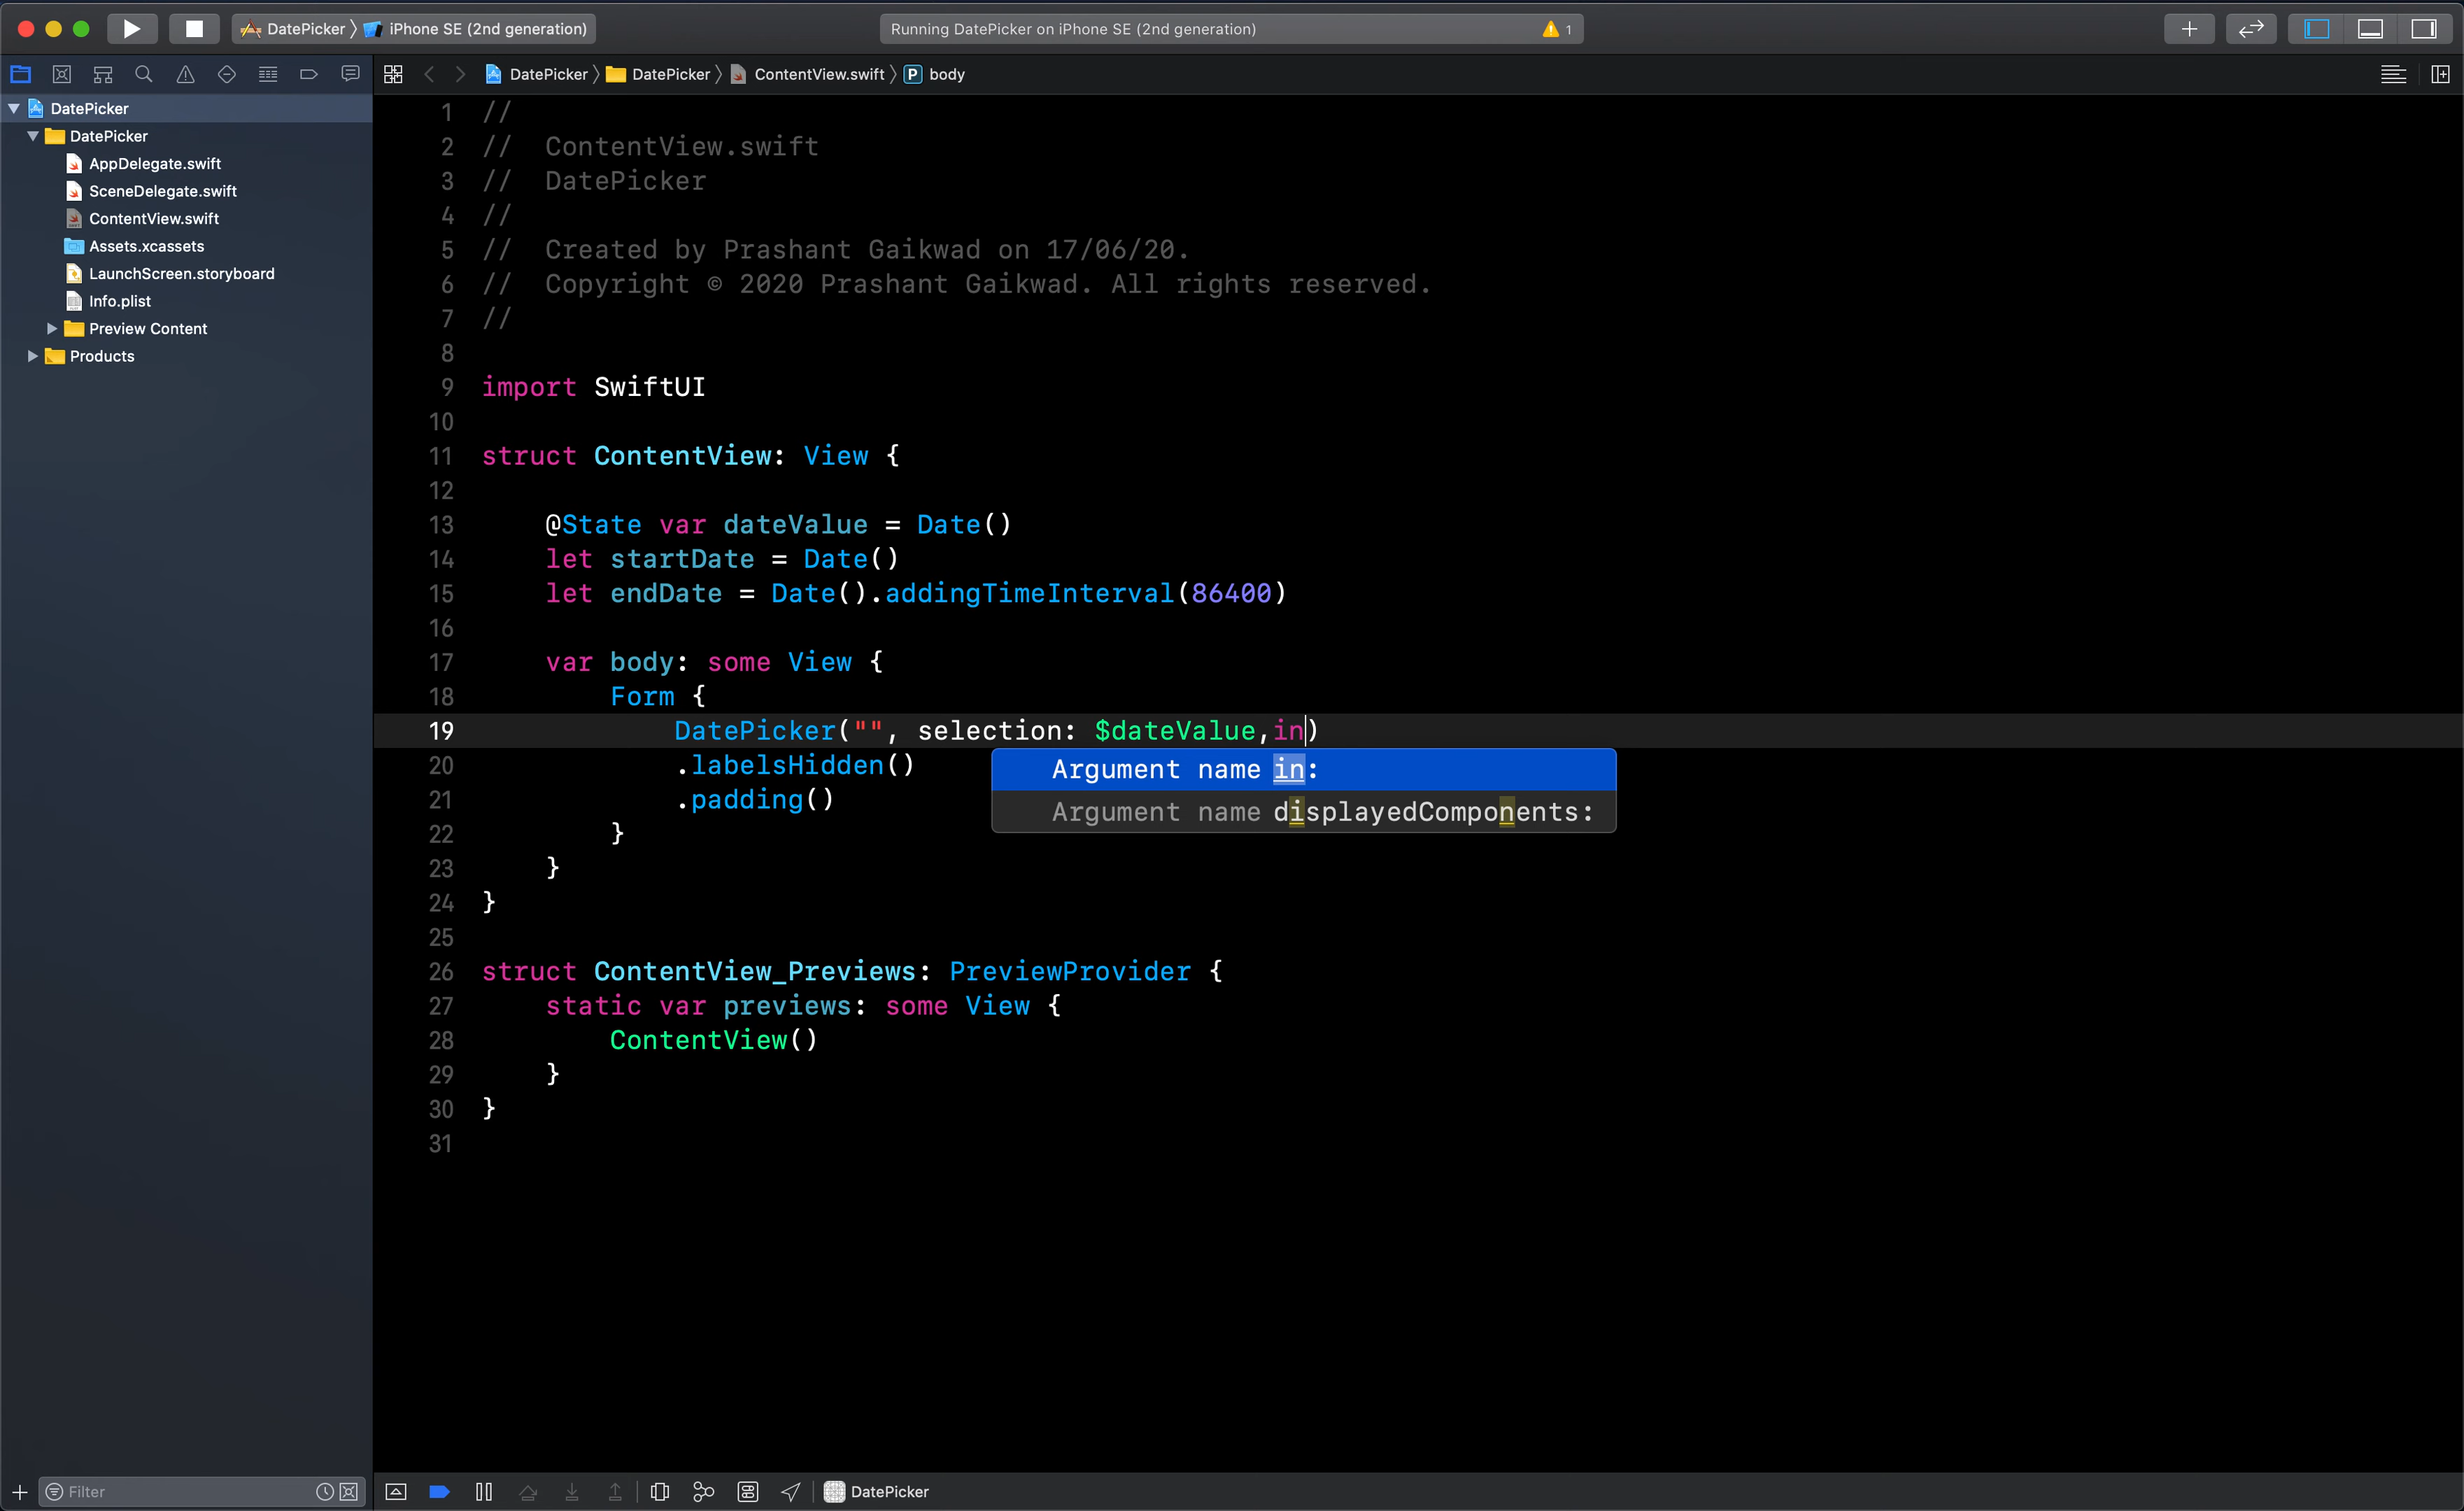 DatePicker 〉 iPhone SE (2nd generation)
Running DatePicker on iPhone SE (2nd generation)
1
DatePicker 〉 DatePicker 〉 ContentView.swift 〉 P body
DatePicker
DatePicker
AppDelegate.swift
SceneDelegate.swift
ContentView.swift
Assets.xcassets
LaunchScreen.storyboard
Info.plist
Preview Content
Products
1 //
2 //  ContentView.swift
3 //  DatePicker
4 //
5 //  Created by Prashant Gaikwad on 17/06/20.
6 //  Copyright © 2020 Prashant Gaikwad. All rights reserved.
7 //
8
9 import SwiftUI
10
11 struct ContentView: View {
12
13     @State var dateValue = Date()
14     let startDate = Date()
15     let endDate = Date().addingTimeInterval(86400)
16
17     var body: some View {
18         Form {
19             DatePicker("", selection: $dateValue,in)
20             .labelsHidden()
Argument name in:
21             .padding()
Argument name displayedComponents:
22         }
23     }
24 }
25
26 struct ContentView_Previews: PreviewProvider {
27     static var previews: some View {
28         ContentView()
29     }
30 }
31
Filter
DatePicker